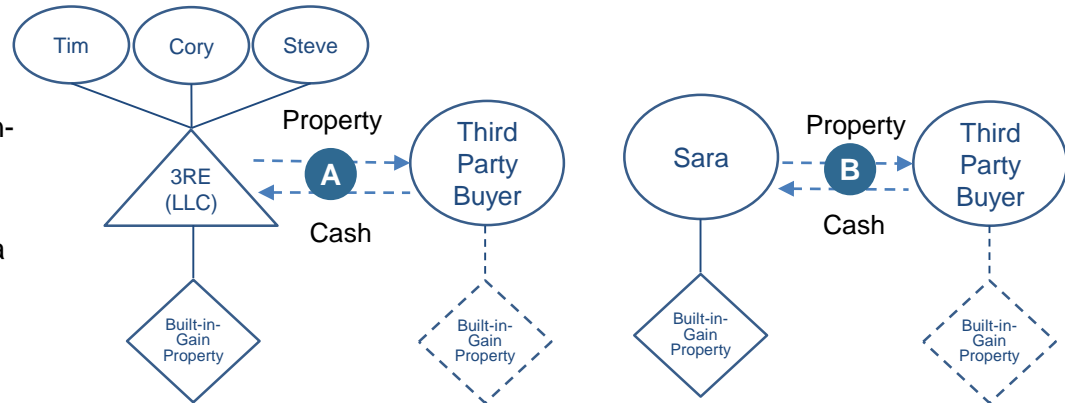 Tim
Cory
Steve
n-
a
3RE
(LLC)
Property
A
Cash
Third
Party
Buyer
Built-in-
Gain
Property
Built-in-
Gain
Property
Sara
Property
B
Cash
Third
Party
Buyer
Built-in-
Gain
Property
Built-in-
Gain
Property